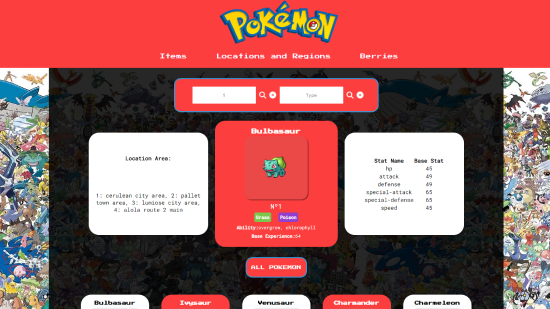 POKÉMON
Items Locations and Regions Berries
1 Type
Bulbasaur
Location Area:
1: cerulean city area, 2: pallet
town area, 3: lumiose city area,
4: alola route 2 main
Nº1
Grass Poison
Ability:overgrow, chlorophyll
Base Experience:64
Stat Name Base Stat
hp 45
attack 49
defense 49
special-attack 65
special-defense 65
speed 45
ALL POKEMON
Bulbasaur Ivysaur Venusaur Charmander Charmeleon